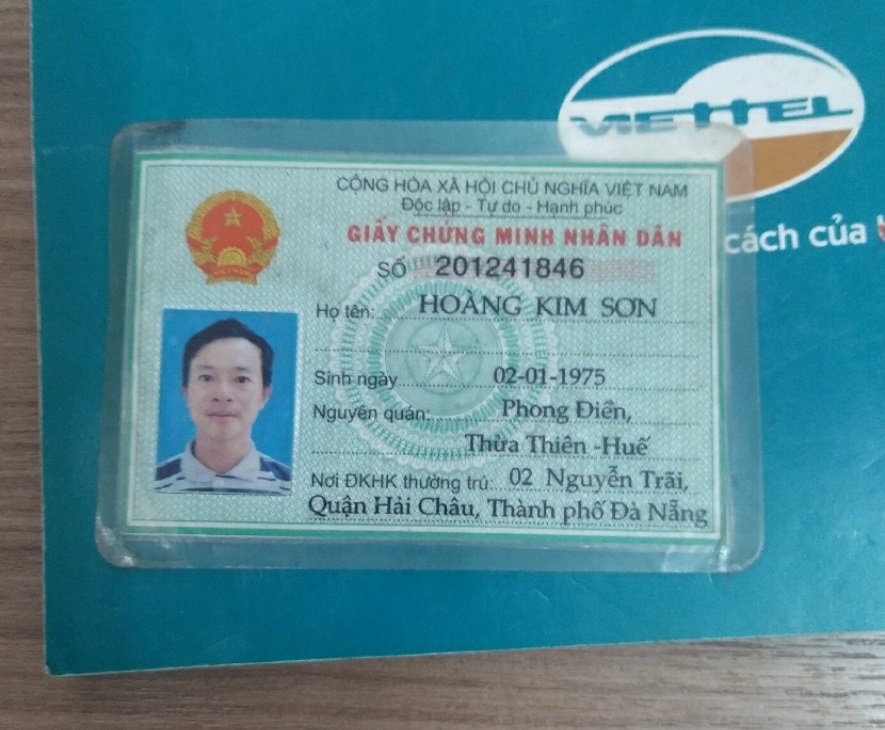 VIETTEL
cách của
CỘNG HÒA XÃ HỘI CHỦ NGHĨA VIỆT NAM
Độc lập - Tự do - Hạnh phúc
GIẤY CHỨNG MINH NHÂN DÂN
SỐ 201241846
Họ tên: HOÀNG KIM SƠN
Sinh ngày 02-01-1975
Nguyên quán: Phong Điền,
Thừa Thiên -Huế
Nơi ĐKHK thường trú: 02 Nguyễn Trãi,
Quận Hải Châu, Thành phố Đà Nẵng